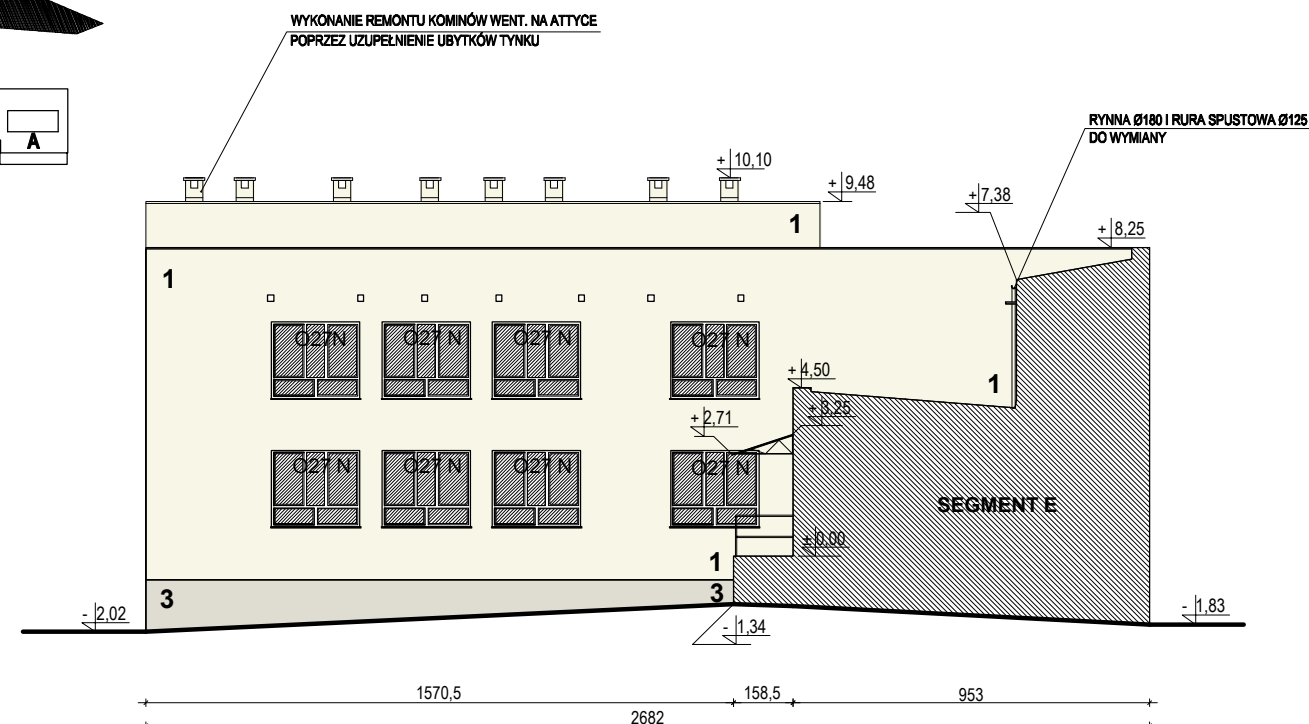 WYKONANIE REMONTU KOMINÓW WENT. NA ATTYCE
POPRZEZ UZUPEŁNIENIE UBYTKÓW TYNKU
RYNNA Ø180 I RURA SPUSTOWA Ø125
DO WYMIANY
A
+ 10,10
+ 9,48
+ 7,38
+ 8,25
1
1
O27N
O27 N
O27 N
O27 N
+ 4,50
1
+ 3,25
+ 2,71
O27 N
O27 N
O27 N
O27 N
SEGMENT E
± 0,00
1
3
3
- 2,02
- 1,34
- 1,83
1570,5
158,5
953
2682